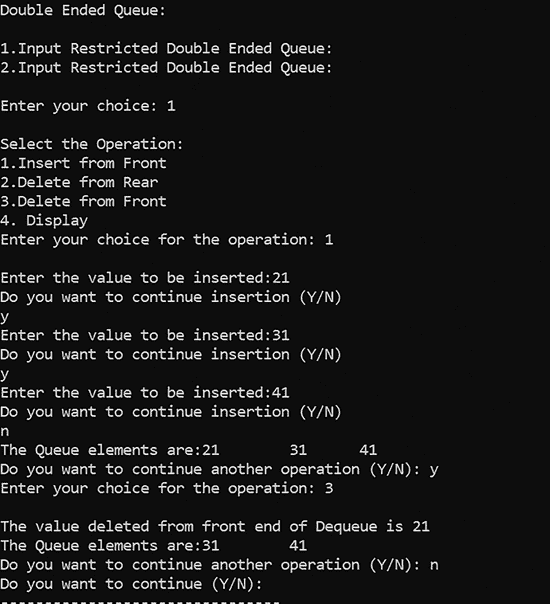 Double Ended Queue:
1.Input Restricted Double Ended Queue:
2.Input Restricted Double Ended Queue:
Enter your choice: 1
Select the Operation:
1.Insert from Front
2.Delete from Rear
3.Delete from Front
4. Display
Enter your choice for the operation: 1
Enter the value to be inserted:21
Do you want to continue insertion (Y/N)
y
Enter the value to be inserted:31
Do you want to continue insertion (Y/N)
y
Enter the value to be inserted:41
Do you want to continue insertion (Y/N)
n
The Queue elements are:21        31      41
Do you want to continue another operation (Y/N): y
Enter your choice for the operation: 3
The value deleted from front end of Dequeue is 21
The Queue elements are:31        41
Do you want to continue another operation (Y/N): n
Do you want to continue (Y/N):
--------------------------------